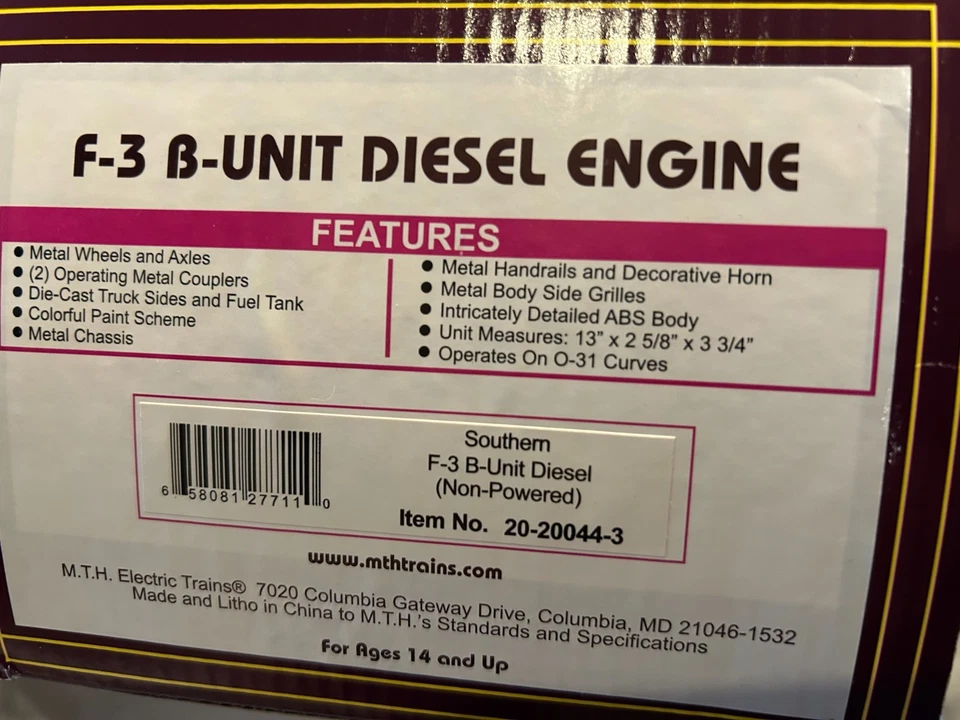 F-3 B-UNIT DIESEL ENGINE
FEATURES
• Metal Wheels and Axles
• (2) Operating Metal Couplers
• Die-Cast Truck Sides and Fuel Tank
• Colorful Paint Scheme
• Metal Chassis
• Metal Handrails and Decorative Horn
• Metal Body Side Grilles
• Intricately Detailed ABS Body
• Unit Measures: 13” x 2 5/8” x 3 3/4”
• Operates On O-31 Curves
6 58081 27711 0
Southern
F-3 B-Unit Diesel
(Non-Powered)
Item No. 20-20044-3
www.mthtrains.com
M.T.H. Electric Trains® 7020 Columbia Gateway Drive, Columbia, MD 21046-1532
Made and Litho in China to M.T.H.'s Standards and Specifications
For Ages 14 and Up